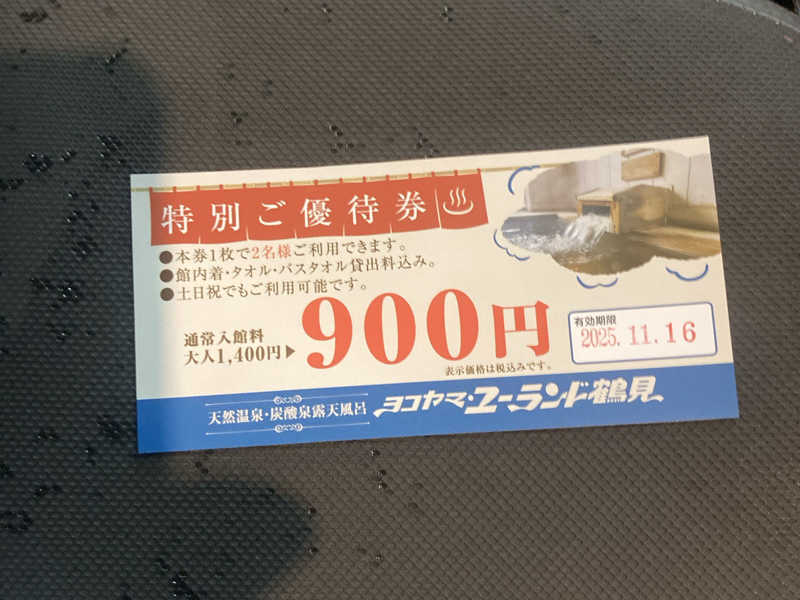 特別ご優待券
●本券1枚で2名様ご利用できます。
●館内着・タオル・バスタオル貸出料込み。
●土日祝でもご利用可能です。
通常入館料
大人1,400円▶
900円
表示価格は税込みです。
有効期限
2025.11.16
天然温泉・炭酸泉露天風呂
ヨコヤマ・ユーランド鶴見